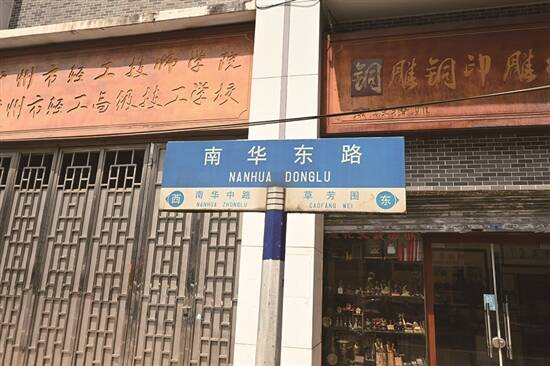 广州市轻工技师学院
广州市轻工高级技工学校
铜雕铜印雕
南华东路
NANHUA DONGLU
西
南华中路
NANHUA ZHONGLU
草芳围
CAOFANG WEI
东